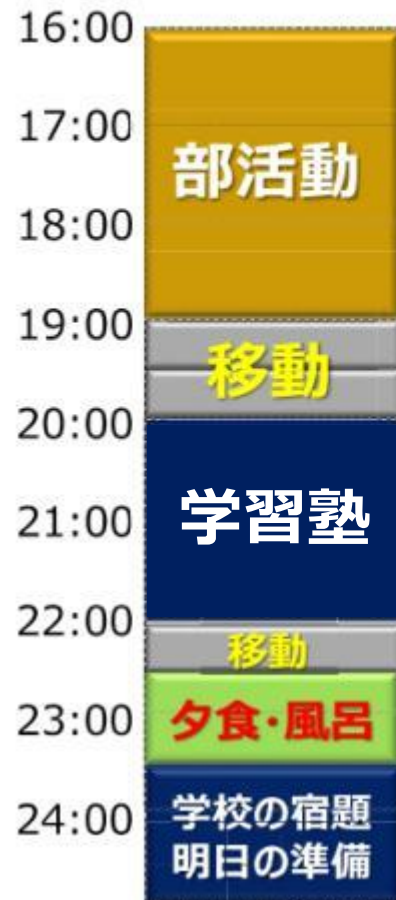 16:00
17:00
部活動
18:00
19:00
移動
20:00
学習塾
21:00
22:00
移動
23:00
夕食・風呂
24:00
学校の宿題
明日の準備